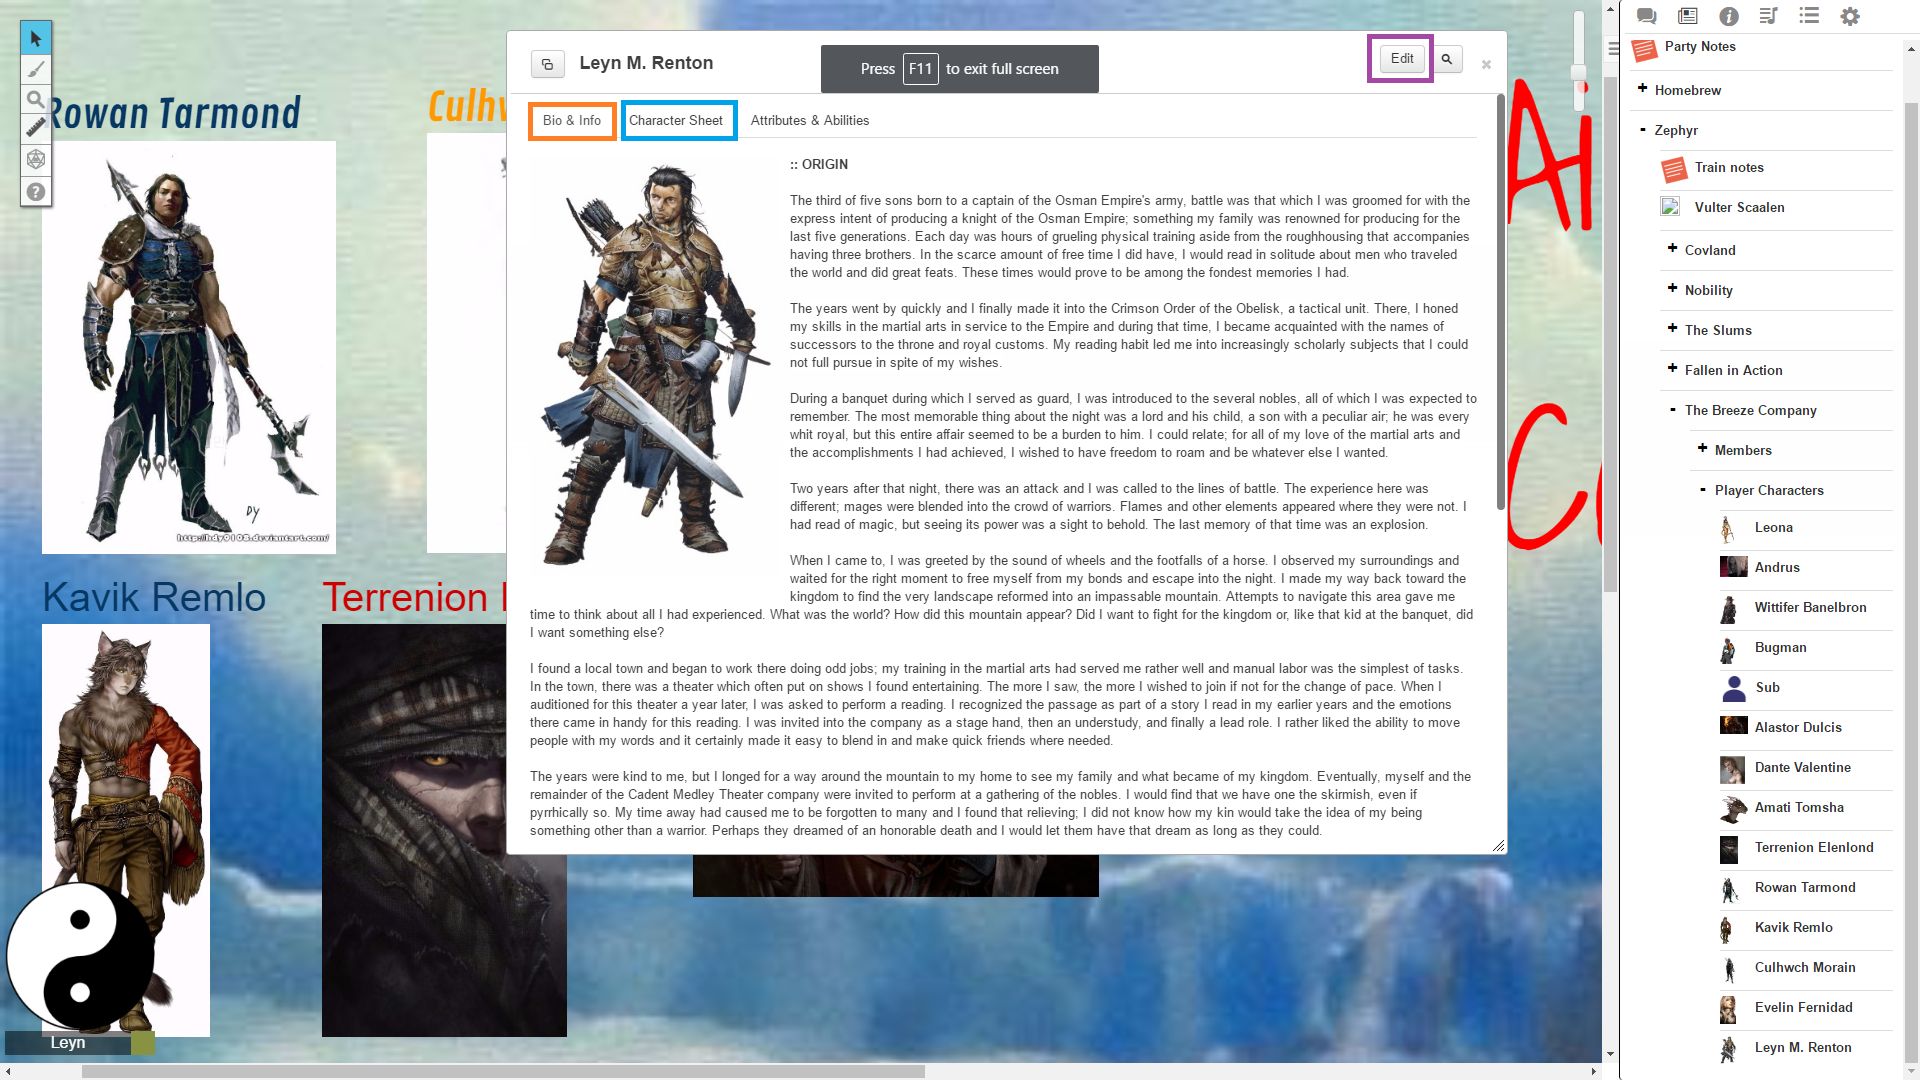 Rowan Tarmond
Culhw
DY
http://hdy0108.deviantart.com/
Kavik Remlo
Terrenion
Leyn
Leyn M. Renton
Press F11 to exit full screen
Edit
Bio & Info
Character Sheet
Attributes & Abilities
:: ORIGIN
The third of five sons born to a captain of the Osman Empire's army, battle was that which I was groomed for with the
express intent of producing a knight of the Osman Empire; something my family was renowned for producing for the
last five generations. Each day was hours of grueling physical training aside from the roughhousing that accompanies
having three brothers. In the scarce amount of free time I did have, I would read in solitude about men who traveled
the world and did great feats. These times would prove to be among the fondest memories I had.
The years went by quickly and I finally made it into the Crimson Order of the Obelisk, a tactical unit. There, I honed
my skills in the martial arts in service to the Empire and during that time, I became acquainted with the names of
successors to the throne and royal customs. My reading habit led me into increasingly scholarly subjects that I could
not full pursue in spite of my wishes.
During a banquet during which I served as guard, I was introduced to the several nobles, all of which I was expected to
remember. The most memorable thing about the night was a lord and his child, a son with a peculiar air; he was every
whit royal, but this entire affair seemed to be a burden to him. I could relate; for all of my love of the martial arts and
the accomplishments I had achieved, I wished to have freedom to roam and be whatever else I wanted.
Two years after that night, there was an attack and I was called to the lines of battle. The experience here was
different; mages were blended into the crowd of warriors. Flames and other elements appeared where they were not. I
had read of magic, but seeing its power was a sight to behold. The last memory of that time was an explosion.
When I came to, I was greeted by the sound of wheels and the footfalls of a horse. I observed my surroundings and
waited for the right moment to free myself from my bonds and escape into the night. I made my way back toward the
kingdom to find the very landscape reformed into an impassable mountain. Attempts to navigate this area gave me
time to think about all I had experienced. What was the world? How did this mountain appear? Did I want to fight for the kingdom or, like that kid at the banquet, did
I want something else?
I found a local town and began to work there doing odd jobs; my training in the martial arts had served me rather well and manual labor was the simplest of tasks.
In the town, there was a theater which often put on shows I found entertaining. The more I saw, the more I wished to join if not for the change of pace. When I
auditioned for this theater a year later, I was asked to perform a reading. I recognized the passage as part of a story I read in my earlier years and the emotions
there came in handy for this reading. I was invited into the company as a stage hand, then an understudy, and finally a lead role. I rather liked the ability to move
people with my words and it certainly made it easy to blend in and make quick friends where needed.
The years were kind to me, but I longed for a way around the mountain to my home to see my family and what became of my kingdom. Eventually, myself and the
remainder of the Cadent Medley Theater company were invited to perform at a gathering of the nobles. I would find that we have one the skirmish, even if
pyrrhically so. My time away had caused me to be forgotten to many and I found that relieving; I did not know how my kin would take the idea of my being
something other than a warrior. Perhaps they dreamed of an honorable death and I would let them have that dream as long as they could.
Party Notes
Homebrew
Zephyr
Train notes
Vulter Scaalen
Covland
Nobility
The Slums
Fallen in Action
The Breeze Company
Members
Player Characters
Leona
Andrus
Wittifer Banelbron
Bugman
Sub
Alastor Dulcis
Dante Valentine
Amati Tomsha
Terrenion Elenlond
Rowan Tarmond
Kavik Remlo
Culhwch Morain
Evelin Fernidad
Leyn M. Renton